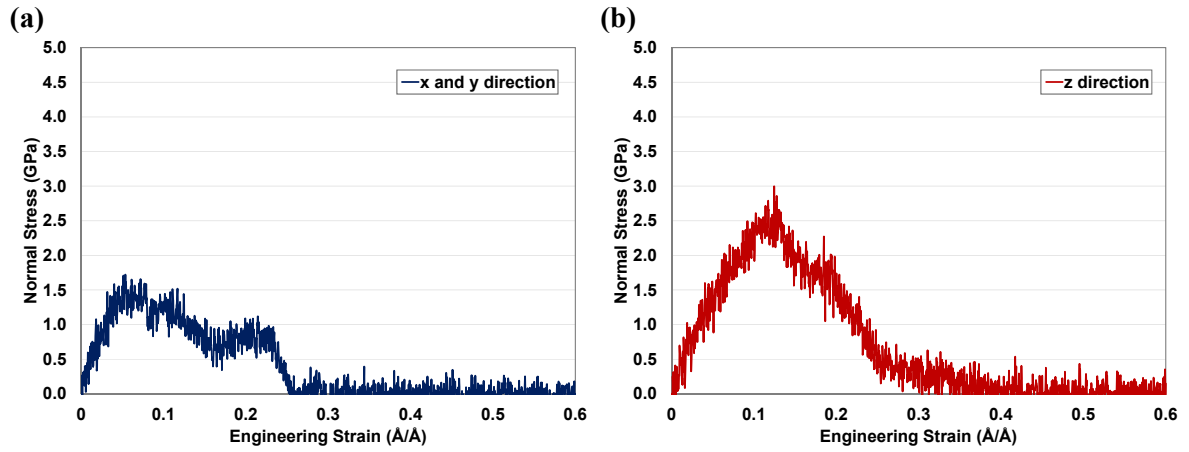 (a)
Normal Stress (GPa)
5.0
4.5
4.0
3.5
3.0
2.5
2.0
1.5
1.0
0.5
0.0
x and y direction
0 0.1 0.2 0.3 0.4 0.5 0.6
Engineering Strain (Å/Å)
(b)
Normal Stress (GPa)
5.0
4.5
4.0
3.5
3.0
2.5
2.0
1.5
1.0
0.5
0.0
z direction
0 0.1 0.2 0.3 0.4 0.5 0.6
Engineering Strain (Å/Å)